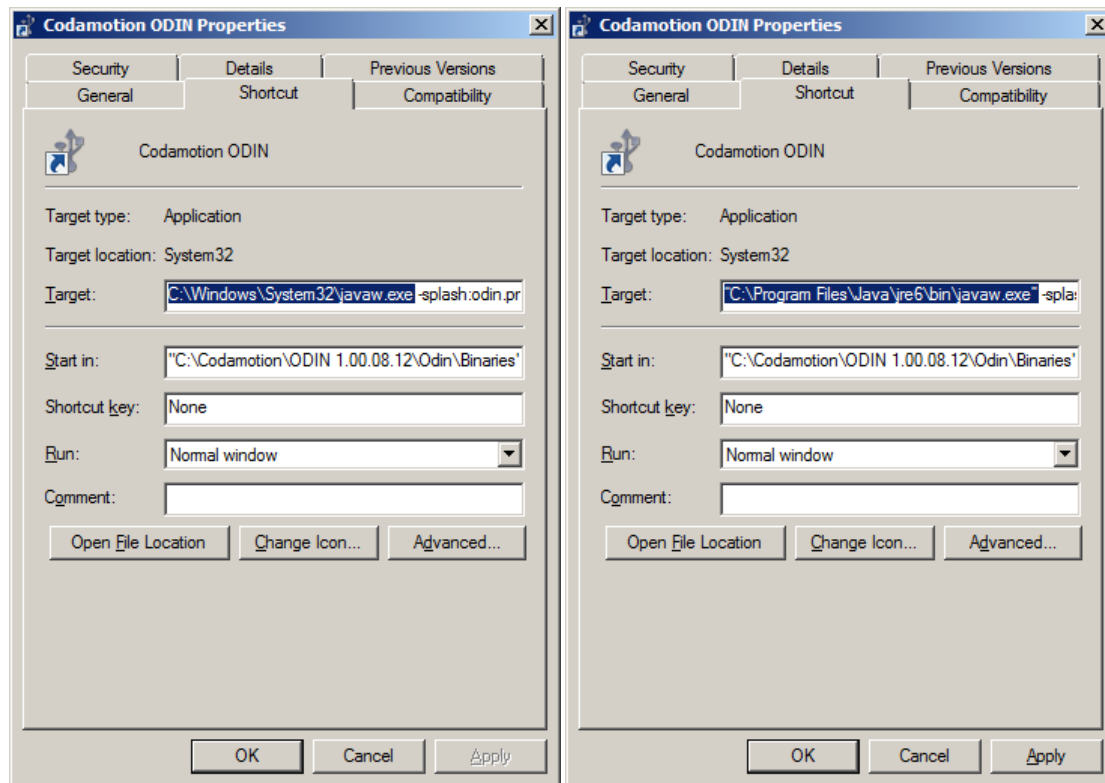 Codamotion ODIN Properties
Security Details Previous Versions
General Shortcut Compatibility
Codamotion ODIN
Target type: Application
Target location: System32
Target: C:\Windows\System32\javaw.exe -splash:odin.pr
Start in: "C:\Codamotion\ODIN 1.00.08.12\Odin\Binaries"
Shortcut key: None
Run: Normal window
Comment:
Open File Location Change Icon... Advanced...
OK Cancel Apply
Codamotion ODIN Properties
Security Details Previous Versions
General Shortcut Compatibility
Codamotion ODIN
Target type: Application
Target location: System32
Target: "C:\Program Files\Java\jre6\bin\javaw.exe" -splas
Start in: "C:\Codamotion\ODIN 1.00.08.12\Odin\Binaries"
Shortcut key: None
Run: Normal window
Comment:
Open File Location Change Icon... Advanced...
OK Cancel Apply